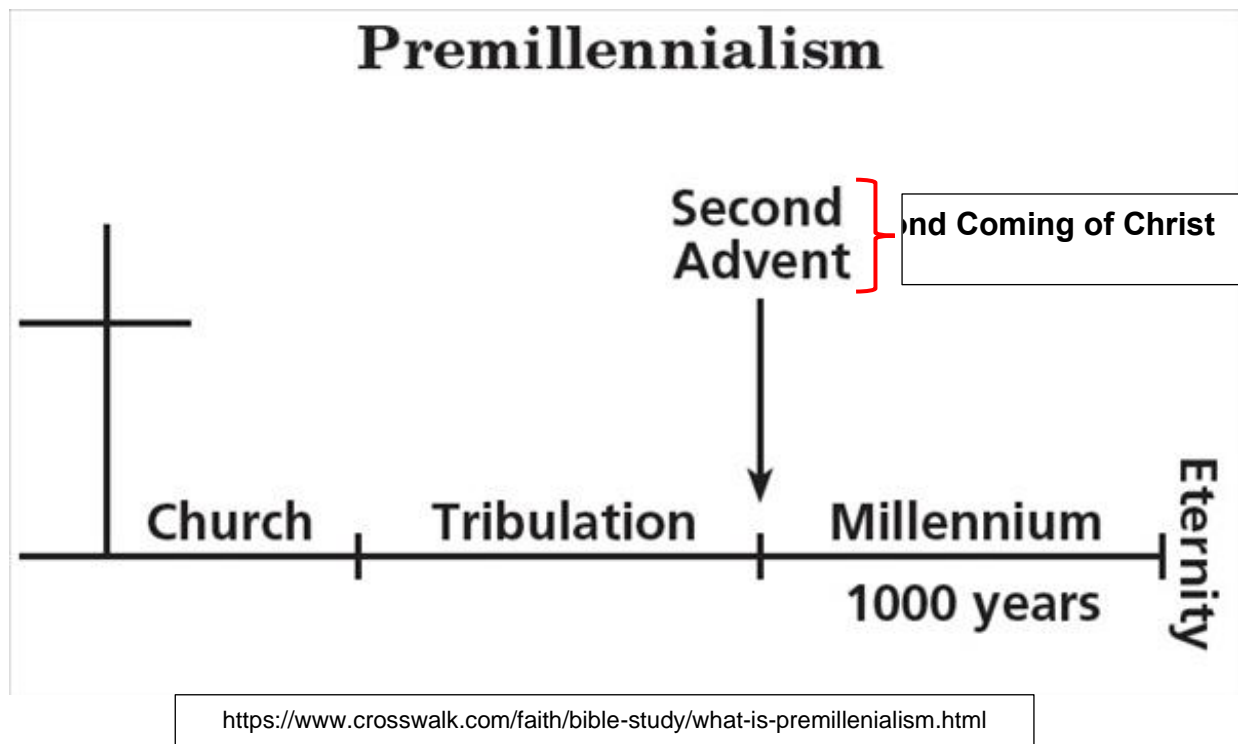 Premillennialism
Second
Advent
ond Coming of Christ
Church
Tribulation
Millennium
1000 years
Eternity
https://www.crosswalk.com/faith/bible-study/what-is-premillenialism.html